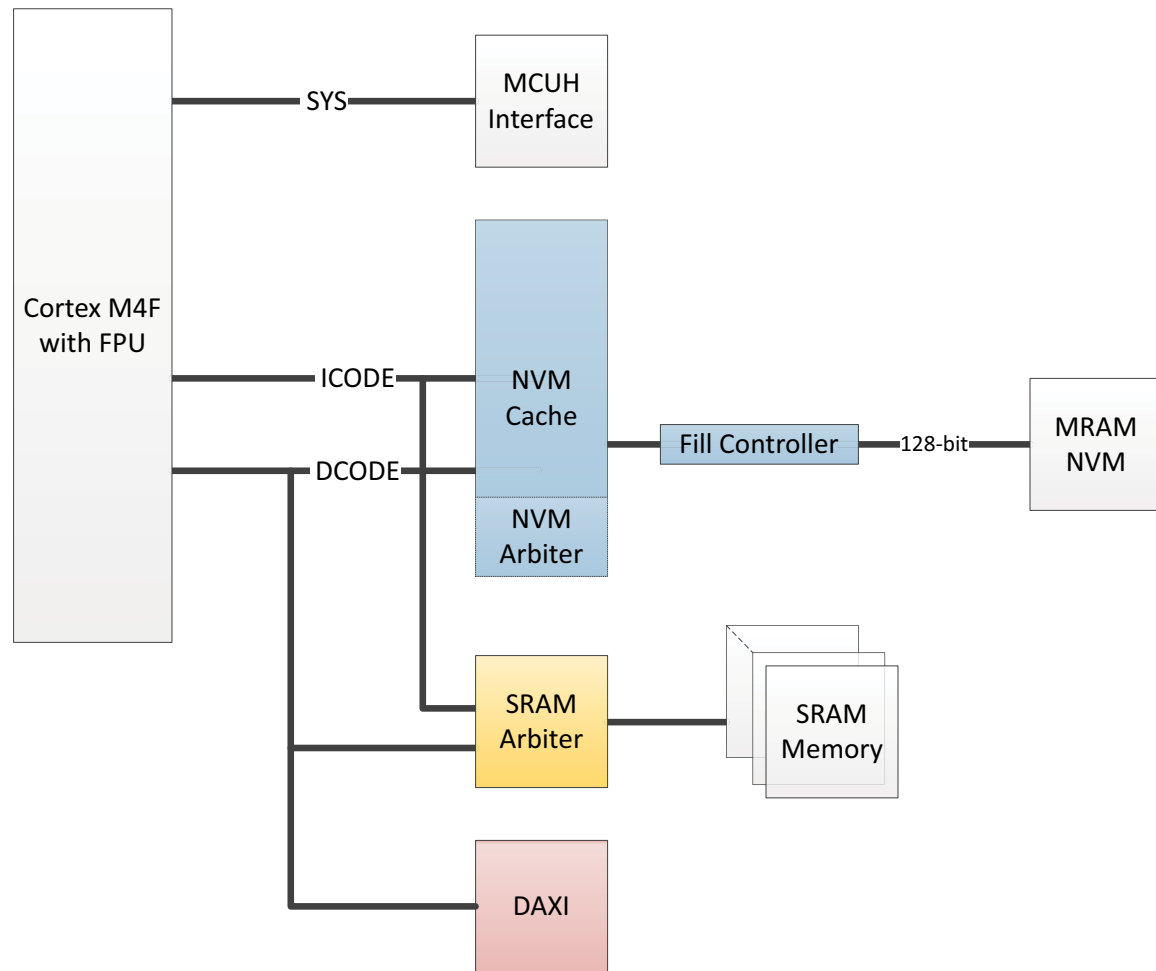 Cortex M4F
with FPU
SYS
MCUH
Interface
ICODE
DCODE
NVM
Cache
NVM
Arbiter
Fill Controller
128-bit
MRAM
NVM
SRAM
Arbiter
SRAM
Memory
DAXI